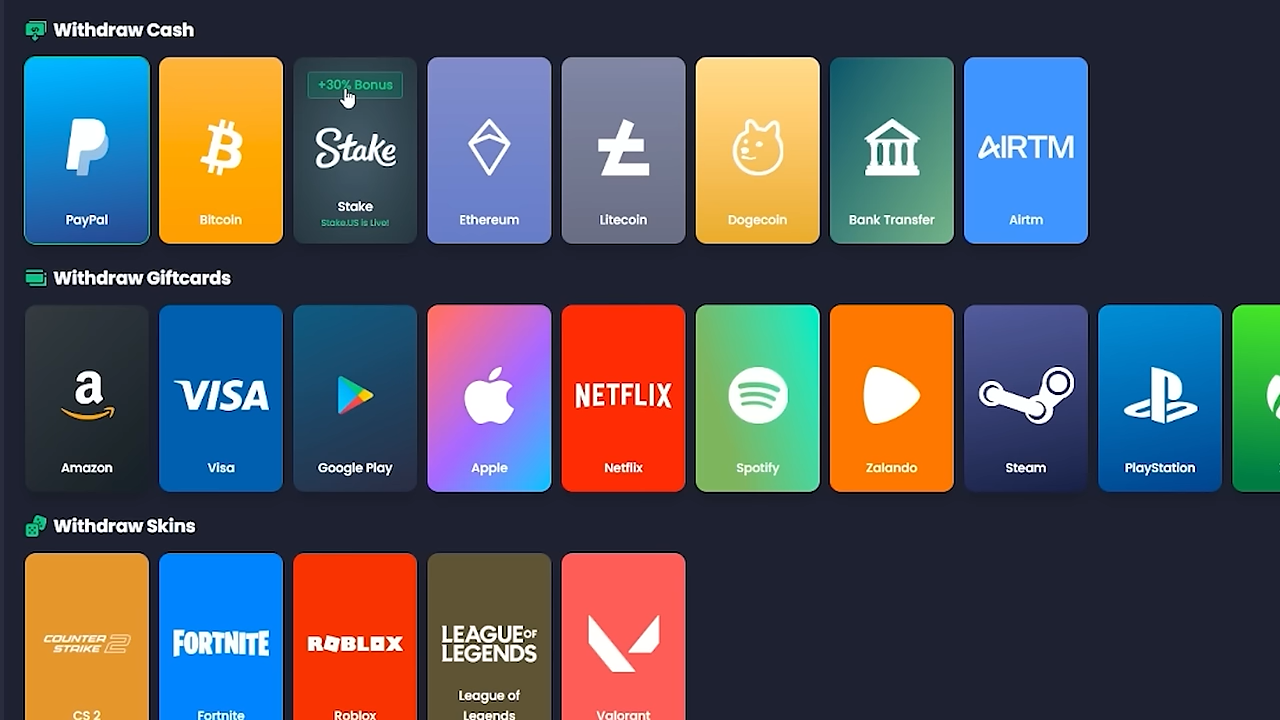 Withdraw Cash
+30% Bonus
Stake
AIRTM
PayPal
Bitcoin
Stake
Stake.US is Live!
Ethereum
Litecoin
Dogecoin
Bank Transfer
Airtm
Withdraw Giftcards
a
VISA
NETFLIX
Amazon
Visa
Google Play
Apple
Netflix
Spotify
Zalando
Steam
PlayStation
Withdraw Skins
COUNTER
STRIKE 2
FORTNITE
ROBLOX
LEAGUE OF
LEGENDS
CS 2
Fortnite
Roblox
League of
Legends
Valorant